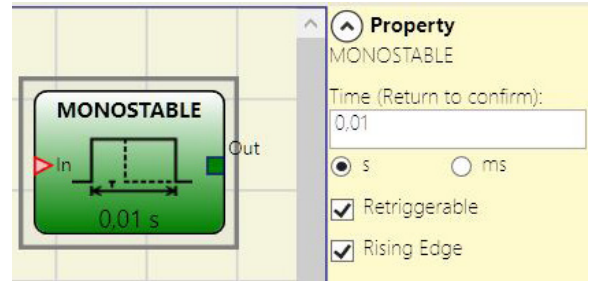 MONOSTABLE
In
Out
T
0,01 s
Property
MONOSTABLE
Time (Return to confirm):
0,01
s
ms
Retriggerable
Rising Edge